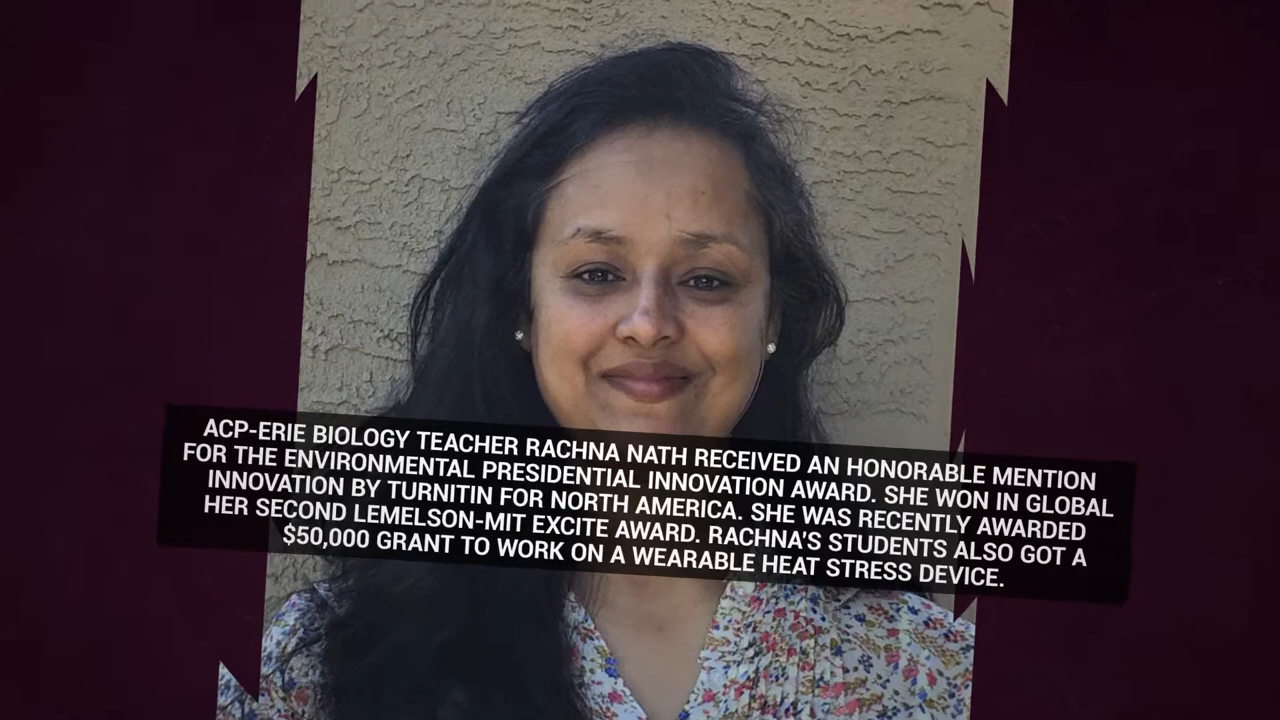 ACP-ERIE BIOLOGY TEACHER RACHNA NATH RECEIVED AN HONORABLE MENTION
FOR THE ENVIRONMENTAL PRESIDENTIAL INNOVATION AWARD. SHE WON IN GLOBAL
INNOVATION BY TURNITIN FOR NORTH AMERICA. SHE WAS RECENTLY AWARDED
HER SECOND LEMELSON-MIT EXCITE AWARD. RACHNA'S STUDENTS ALSO GOT A
$50,000 GRANT TO WORK ON A WEARABLE HEAT STRESS DEVICE.